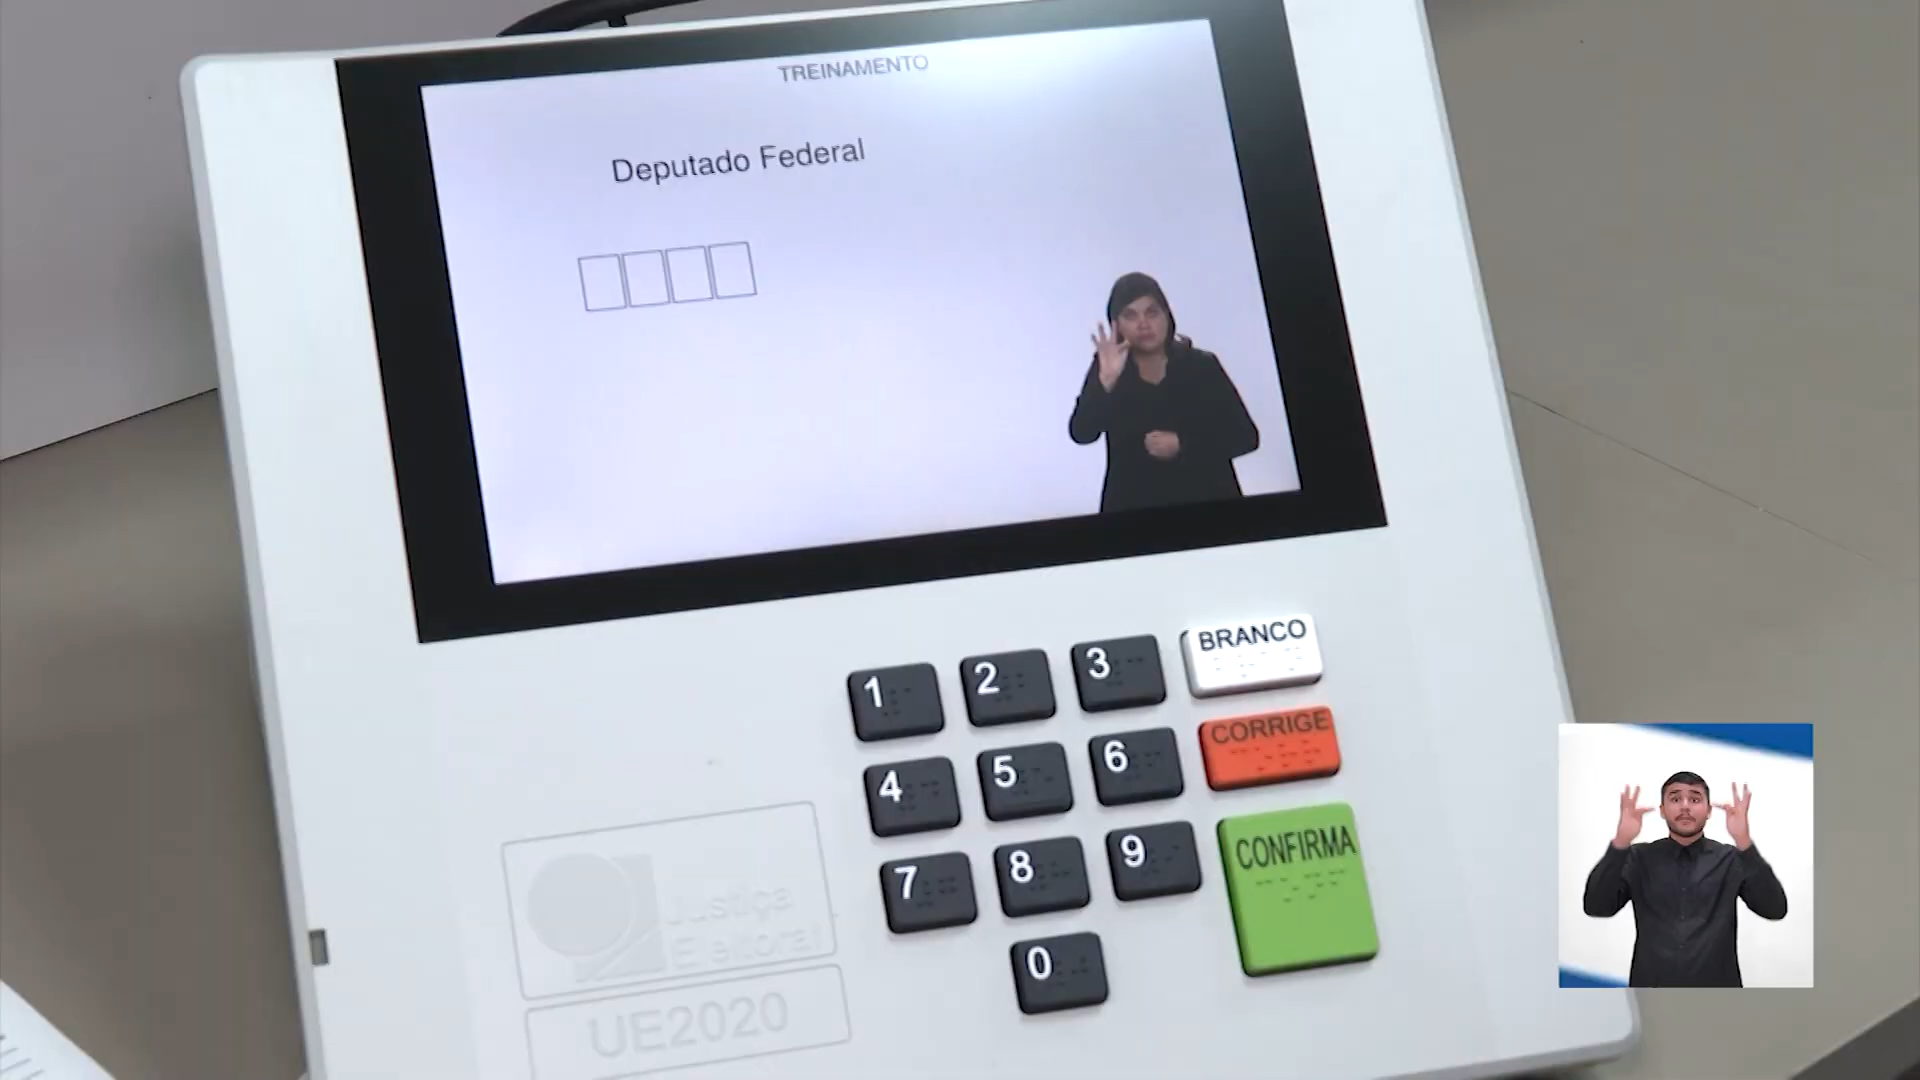 TREINAMENTO
Deputado Federal
1 2 3 BRANCO
4 5 6 CORRIGE
7 8 9 CONFIRMA
0
Justiça
Eleitoral
UE2020